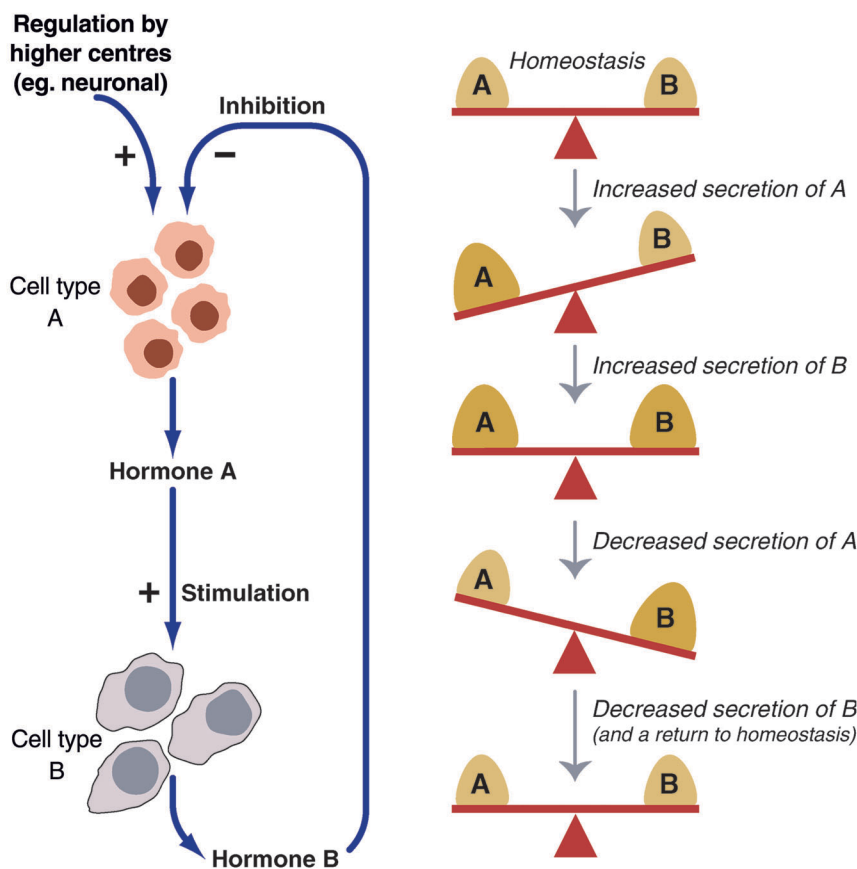 Regulation by
higher centres
(eg. neuronal)
Inhibition
+
−
Cell type
A
Hormone A
+
Stimulation
Cell type
B
Hormone B
Homeostasis
A
B
Increased secretion of A
A
B
Increased secretion of B
A
B
Decreased secretion of A
A
B
Decreased secretion of B
(and a return to homeostasis)
A
B